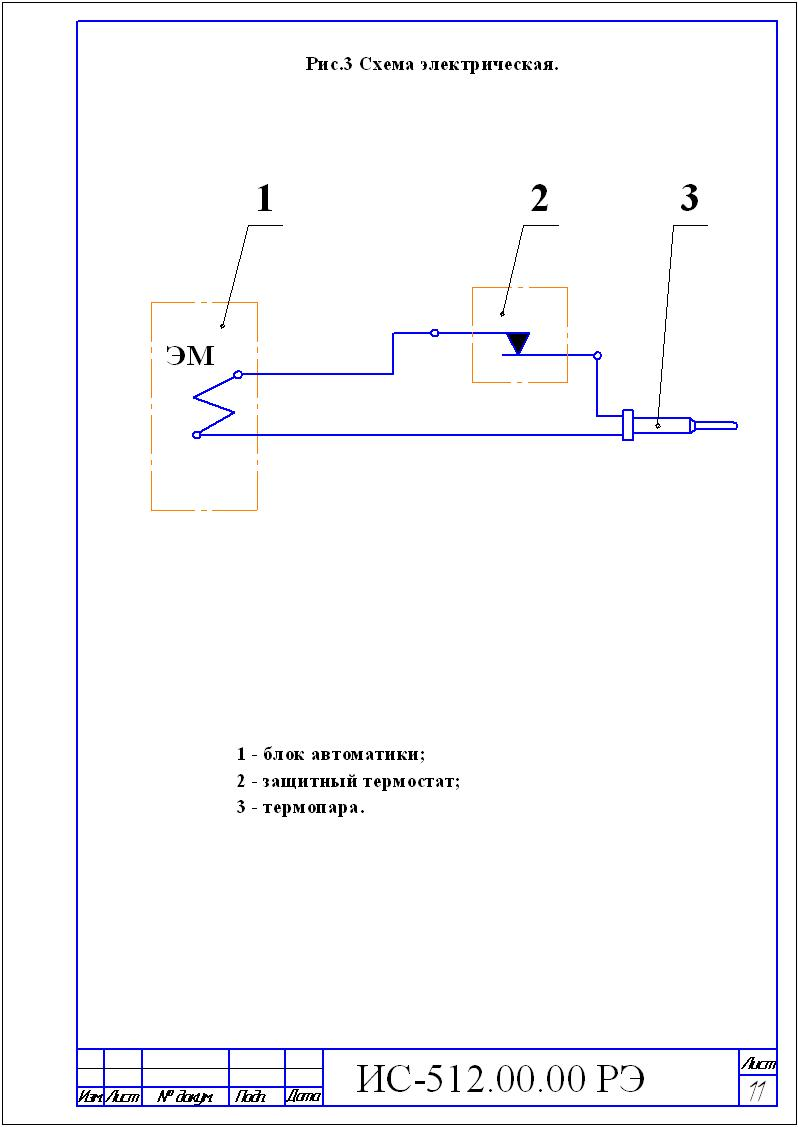 Рис.3 Схема электрическая.
1 2 3
ЭМ
1 - блок автоматики;
2 - защитный термостат;
3 - термопара.
Изм Лист № докум Подп. Дата
ИС-512.00.00 РЭ
Лист
11